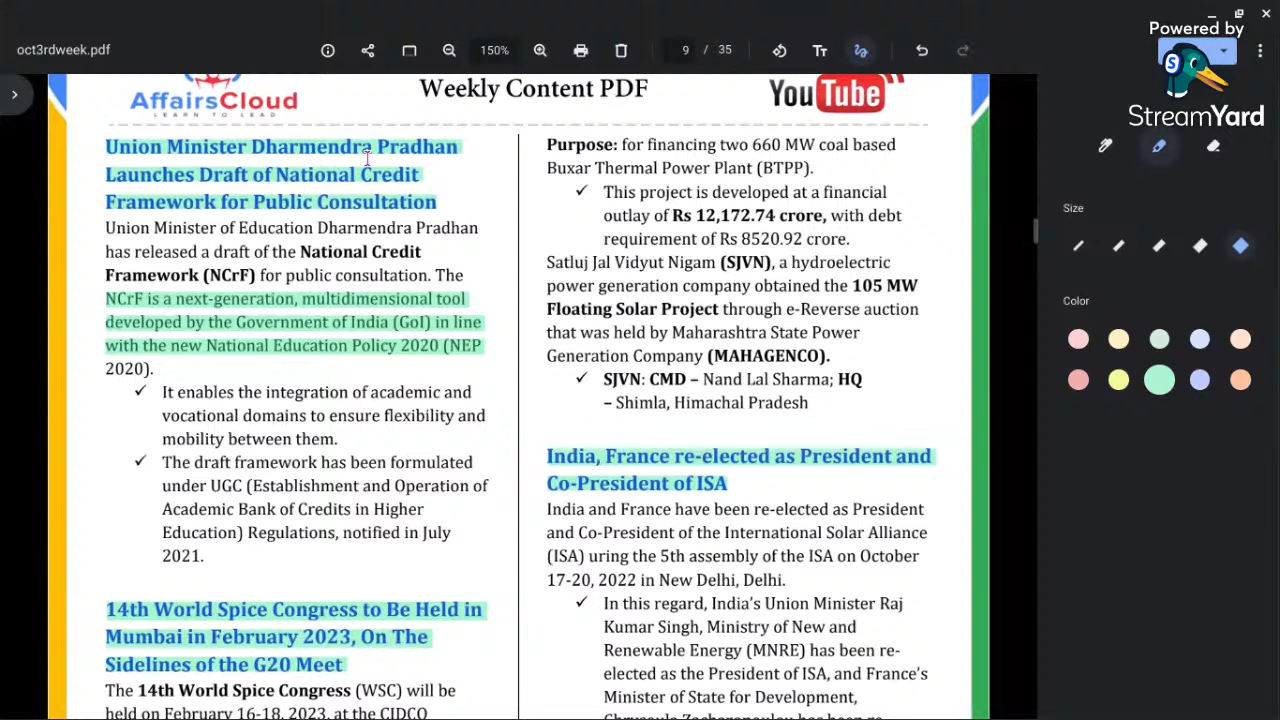 oct3rdweek.pdf
150%
9 / 35
Powered by
StreamYard
Size
Color
AffairsCloud
LEARN TO LEAD
Weekly Content PDF
YouTube
Union Minister Dharmendra Pradhan
Launches Draft of National Credit
Framework for Public Consultation
Union Minister of Education Dharmendra Pradhan
has released a draft of the National Credit
Framework (NCrF) for public consultation. The
NCrF is a next-generation, multidimensional tool
developed by the Government of India (GoI) in line
with the new National Education Policy 2020 (NEP
2020).
✓ It enables the integration of academic and
vocational domains to ensure flexibility and
mobility between them.
✓ The draft framework has been formulated
under UGC (Establishment and Operation of
Academic Bank of Credits in Higher
Education) Regulations, notified in July
2021.
14th World Spice Congress to Be Held in
Mumbai in February 2023, On The
Sidelines of the G20 Meet
The 14th World Spice Congress (WSC) will be
held on February 16-18, 2023, at the CIDCO
Purpose: for financing two 660 MW coal based
Buxar Thermal Power Plant (BTPP).
✓ This project is developed at a financial
outlay of Rs 12,172.74 crore, with debt
requirement of Rs 8520.92 crore.
Satluj Jal Vidyut Nigam (SJVN), a hydroelectric
power generation company obtained the 105 MW
Floating Solar Project through e-Reverse auction
that was held by Maharashtra State Power
Generation Company (MAHAGENCO).
✓ SJVN: CMD – Nand Lal Sharma; HQ
– Shimla, Himachal Pradesh
India, France re-elected as President and
Co-President of ISA
India and France have been re-elected as President
and Co-President of the International Solar Alliance
(ISA) uring the 5th assembly of the ISA on October
17-20, 2022 in New Delhi, Delhi.
✓ In this regard, India's Union Minister Raj
Kumar Singh, Ministry of New and
Renewable Energy (MNRE) has been re-
elected as the President of ISA, and France's
Minister of State for Development,
Chrysoula Zacharopoulou has been re-